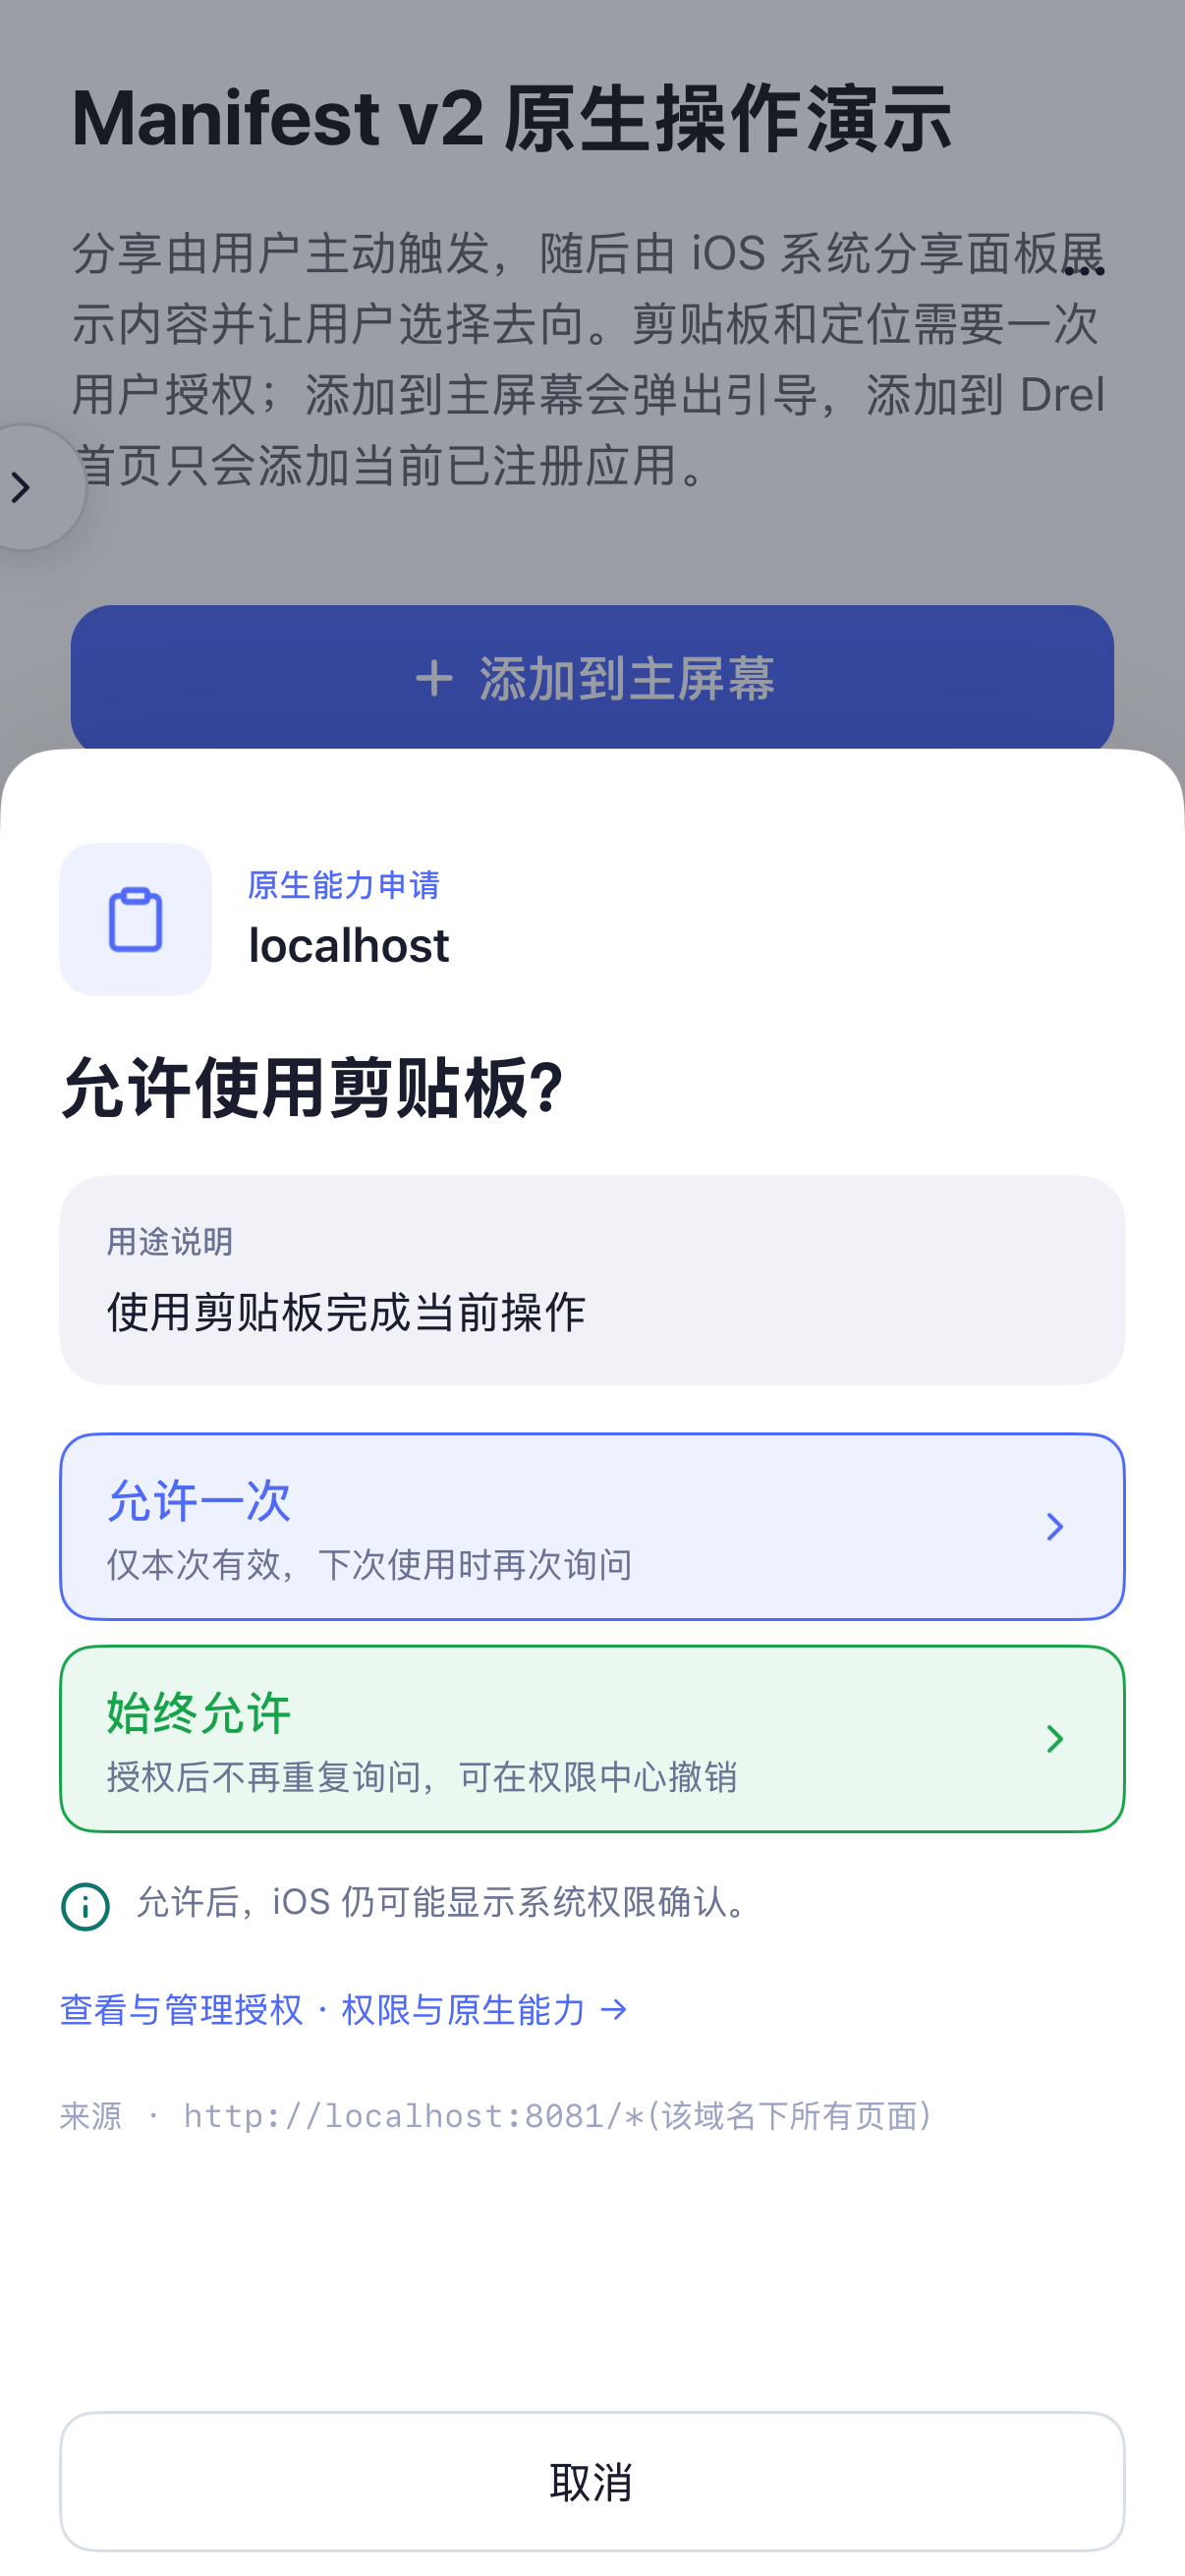 Manifest v2 原生操作演示
分享由用户主动触发，随后由 iOS 系统分享面板展
示内容并让用户选择去向。剪贴板和定位需要一次
用户授权；添加到主屏幕会弹出引导，添加到 Drel
首页只会添加当前已注册应用。
+ 添加到主屏幕
原生能力申请
localhost
允许使用剪贴板?
用途说明
使用剪贴板完成当前操作
允许一次
仅本次有效，下次使用时再次询问
始终允许
授权后不再重复询问，可在权限中心撤销
允许后，iOS 仍可能显示系统权限确认。
查看与管理授权 · 权限与原生能力 →
来源 · http://localhost:8081/*(该域名下所有页面)
取消